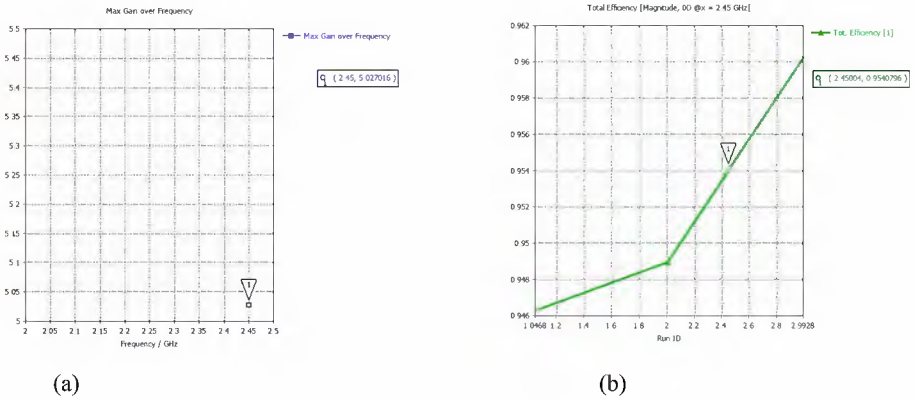 Max Gain over Frequency
5 5
5 45
5 4
5 35
5 3
5 25
5 2
5 15
5 1
5 05
5
2 2 05 2 1 2 15 2 2 2 25 2 3 2 35 2 4 2 45 2 5
Frequency / GHz
Max Gain over Frequency
( 2 45, 5 027016 )
1
(a)
Total Efficiency [Magnitude, 0D @x = 2.45 GHz[
0 962
0 96
0 958
0 956
0 954
0 952
0 95
0 948
0 946
1 0468 1 2 1 4 1 6 1 8 2 2 2 2 4 2 6 2 8 2 9928
Run ID
Tot. Efficiency [1]
( 2 45004, 0 9540796 )
1
(b)